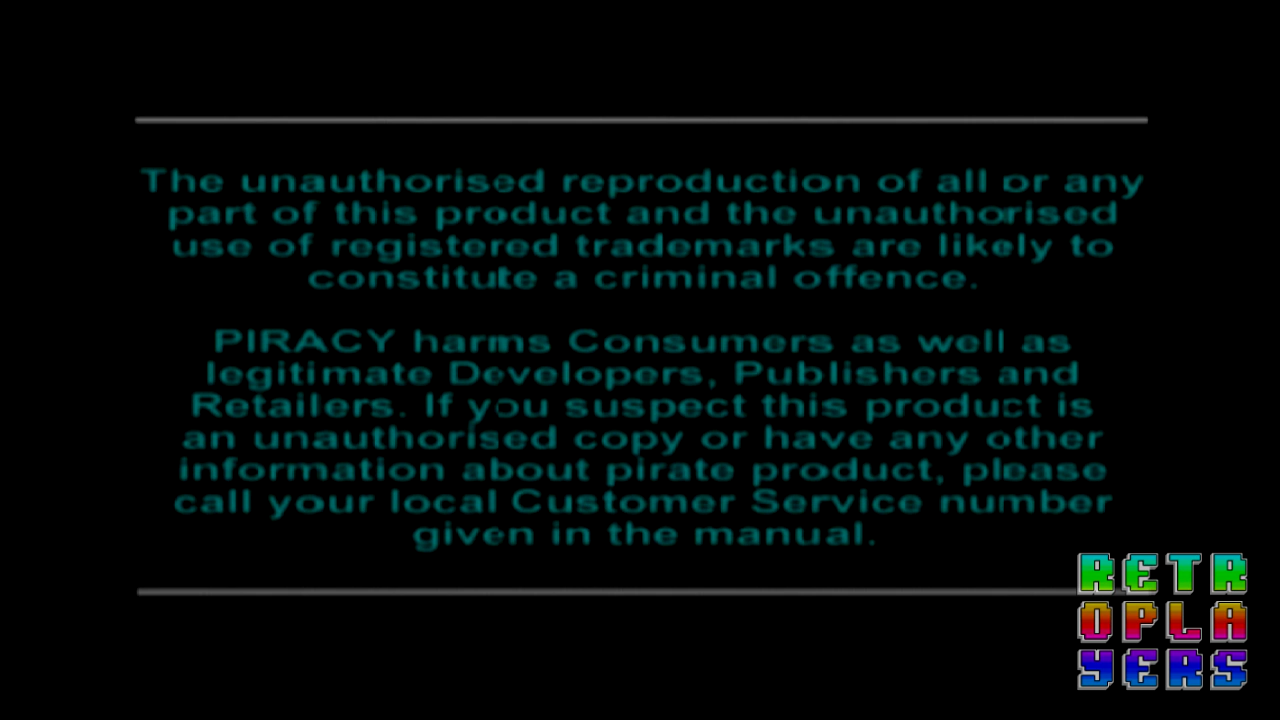 The unauthorised reproduction of all or any
part of this product and the unauthorised
use of registered trademarks are likely to
constitute a criminal offence.
PIRACY harms Consumers as well as
legitimate Developers, Publishers and
Retailers. If you suspect this product is
an unauthorised copy or have any other
information about pirate product, please
call your local Customer Service number
given in the manual.
RETR
OPLA
YERS